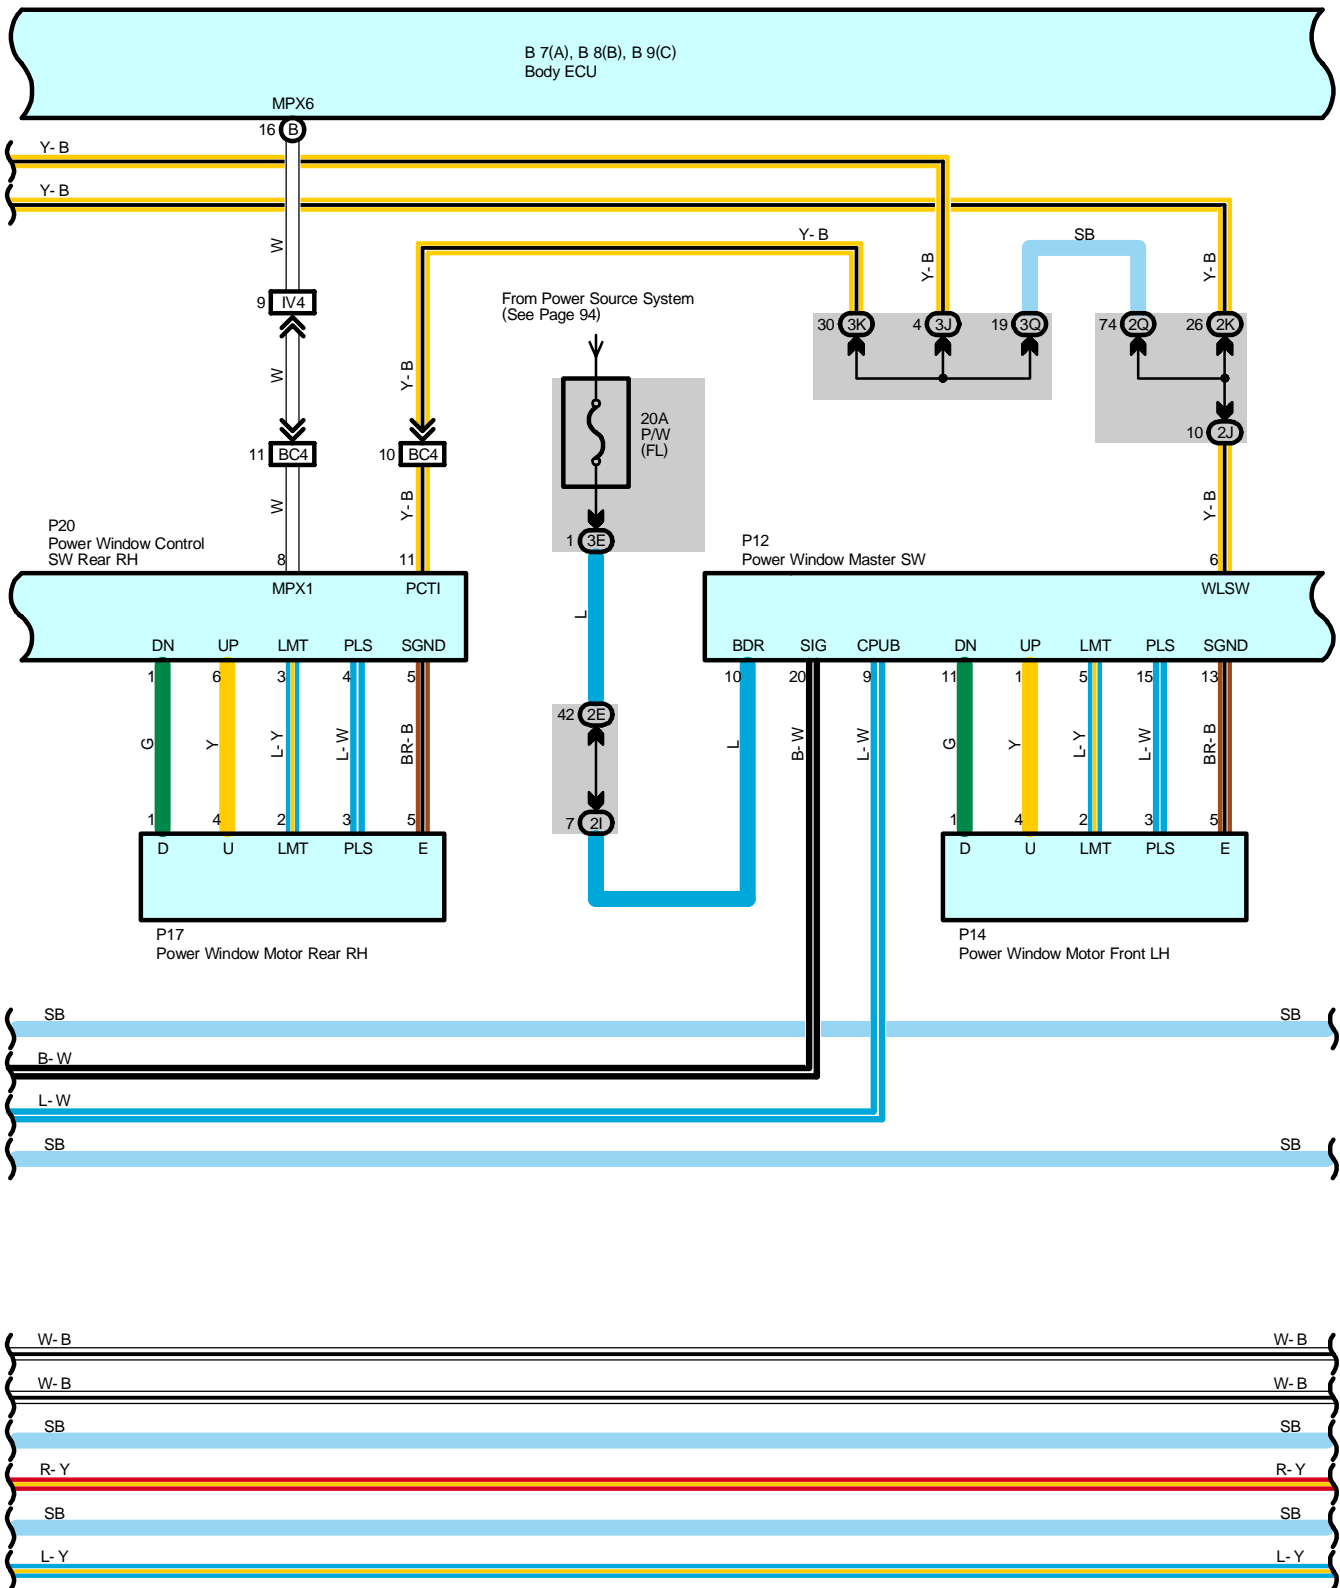 B 7(A), B 8(B), B 9(C)
Body ECU
MPX6
16 B
Y- B
Y- B
W
Y- B
Y- B
SB
Y- B
9 IV4
From Power Source System
(See Page 94)
30 3K
4 3J
19 3Q
74 2Q
26 2K
W
Y- B
20A
P/W
(FL)
10 2J
11 BC4
10 BC4
W
Y- B
Y- B
P20
Power Window Control
SW Rear RH
8
11
1 3E
P12
Power Window Master SW
6
MPX1
PCTI
WLSW
L
DN UP LMT PLS SGND
BDR SIG CPUB DN UP LMT PLS SGND
1 6 3 4 5
10 20 9 11 1 5 15 13
42 2E
G Y L- Y L- W BR- B
L B- W L- W G Y L- Y L- W BR- B
1 4 2 3 5
7 2I
1 4 2 3 5
D U LMT PLS E
D U LMT PLS E
P17
Power Window Motor Rear RH
P14
Power Window Motor Front LH
SB SB
B- W
L- W
SB SB
W- B W- B
W- B W- B
SB SB
R- Y R- Y
SB SB
L- Y L- Y